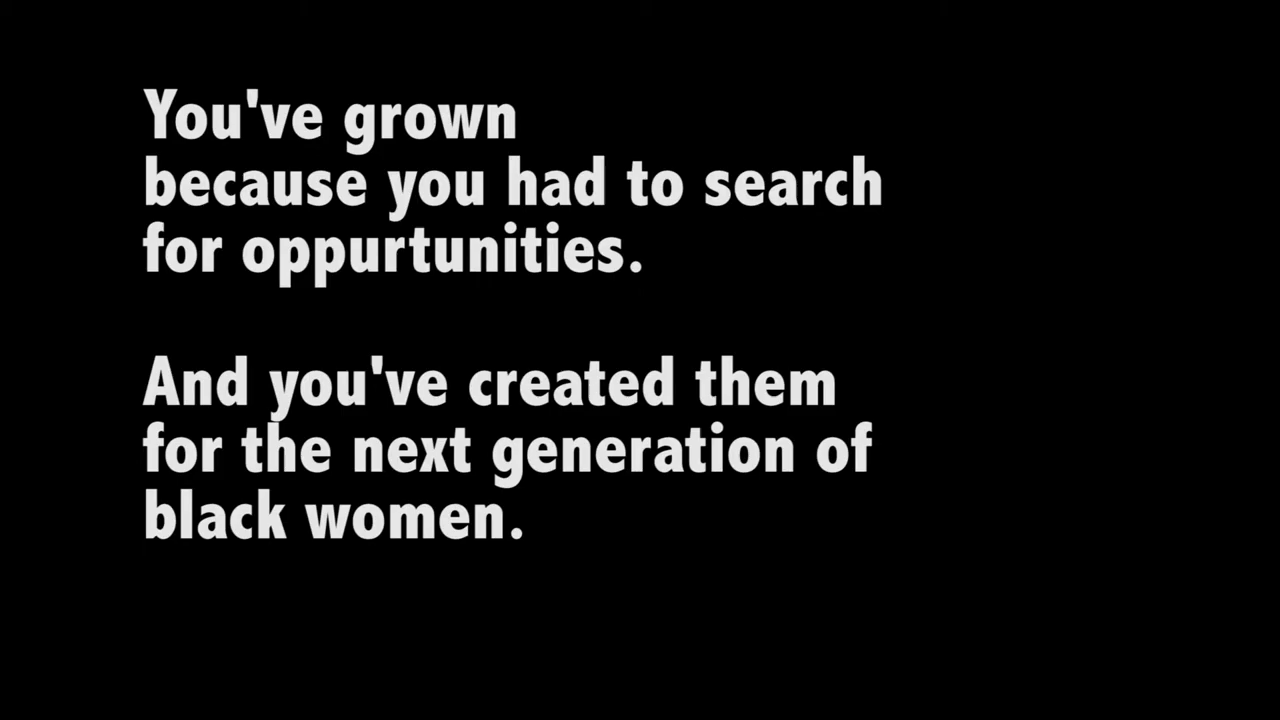 You've grown
because you had to search
for oppurtunities.
And you've created them
for the next generation of
black women.